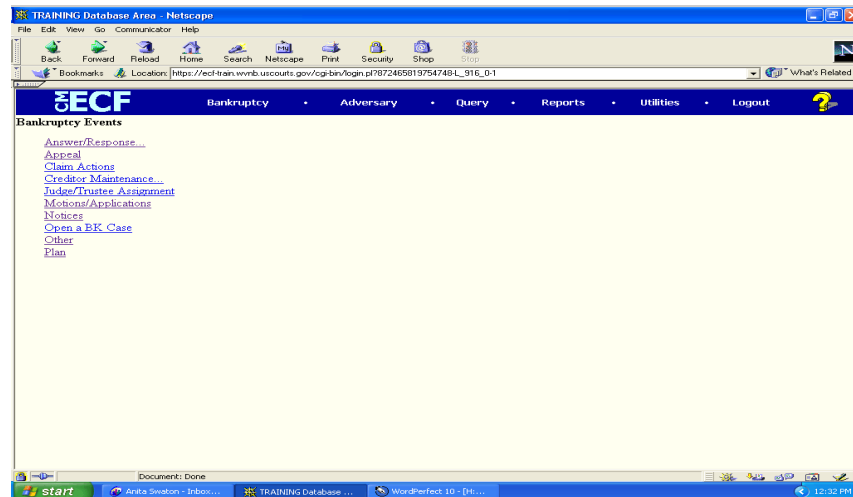 TRAINING Database Area - Netscape
File Edit View Go Communicator Help
Back Forward Reload Home Search Netscape Print Security Shop Stop
Bookmarks Location: https://ecf-train.wvnb.uscourts.gov/cgi-bin/login.pl?872465819754748-L_916_0-1 What's Related
CM ECF Bankruptcy • Adversary • Query • Reports • Utilities • Logout ?
Bankruptcy Events
Answer/Response...
Appeal
Claim Actions
Creditor Maintenance...
Judge/Trustee Assignment
Motions/Applications
Notices
Open a BK Case
Other
Plan
Document: Done
start Anita Swaton - Inbox... TRAINING Database ... WordPerfect 10 - [H:... 12:32 PM